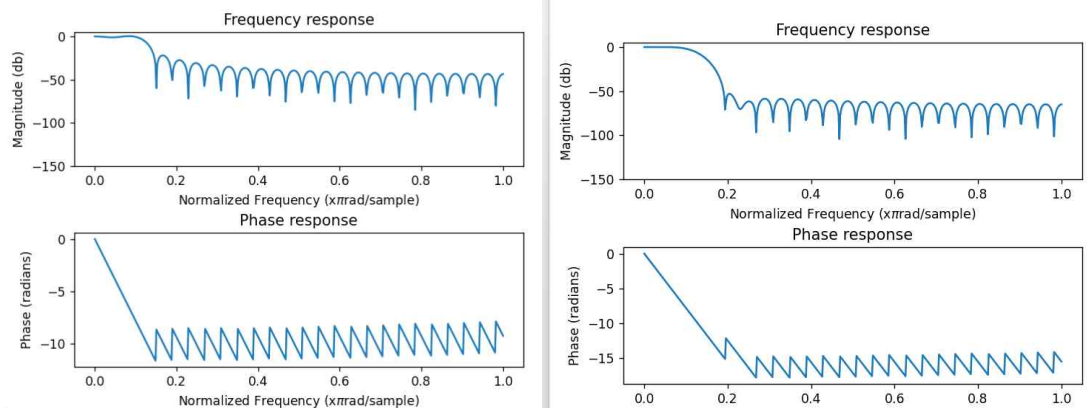 Frequency response
0
−50
−100
−150
Magnitude (db)
0.0 0.2 0.4 0.6 0.8 1.0
Normalized Frequency (xπrad/sample)
Phase response
0
−5
−10
Phase (radians)
0.0 0.2 0.4 0.6 0.8 1.0
Normalized Frequency (xπrad/sample)
Frequency response
0
−50
−100
−150
Magnitude (db)
0.0 0.2 0.4 0.6 0.8 1.0
Normalized Frequency (xπrad/sample)
Phase response
0
−5
−10
−15
Phase (radians)
0.0 0.2 0.4 0.6 0.8 1.0